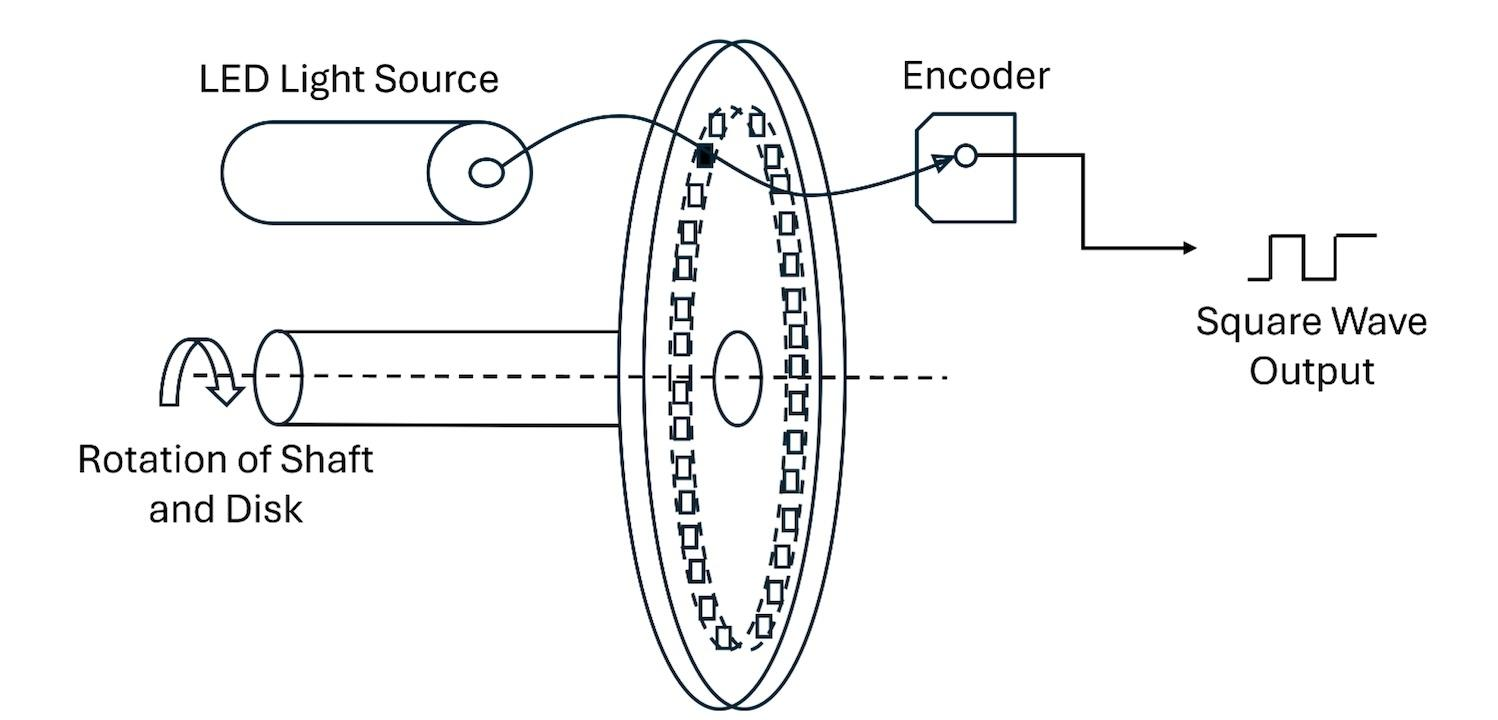 LED Light Source
Encoder
Square Wave
Output
Rotation of Shaft
and Disk